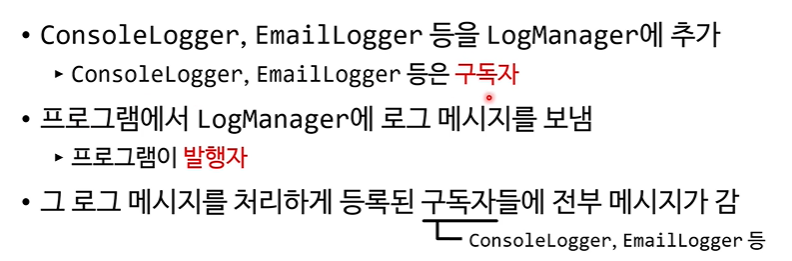 • ConsoleLogger, EmailLogger 등을 LogManager에 추가
▸ ConsoleLogger, EmailLogger 등은 구독자
• 프로그램에서 LogManager에 로그 메시지를 보냄
▸ 프로그램이 발행자
• 그 로그 메시지를 처리하게 등록된 구독자들에 전부 메시지가 감
ConsoleLogger, EmailLogger 등